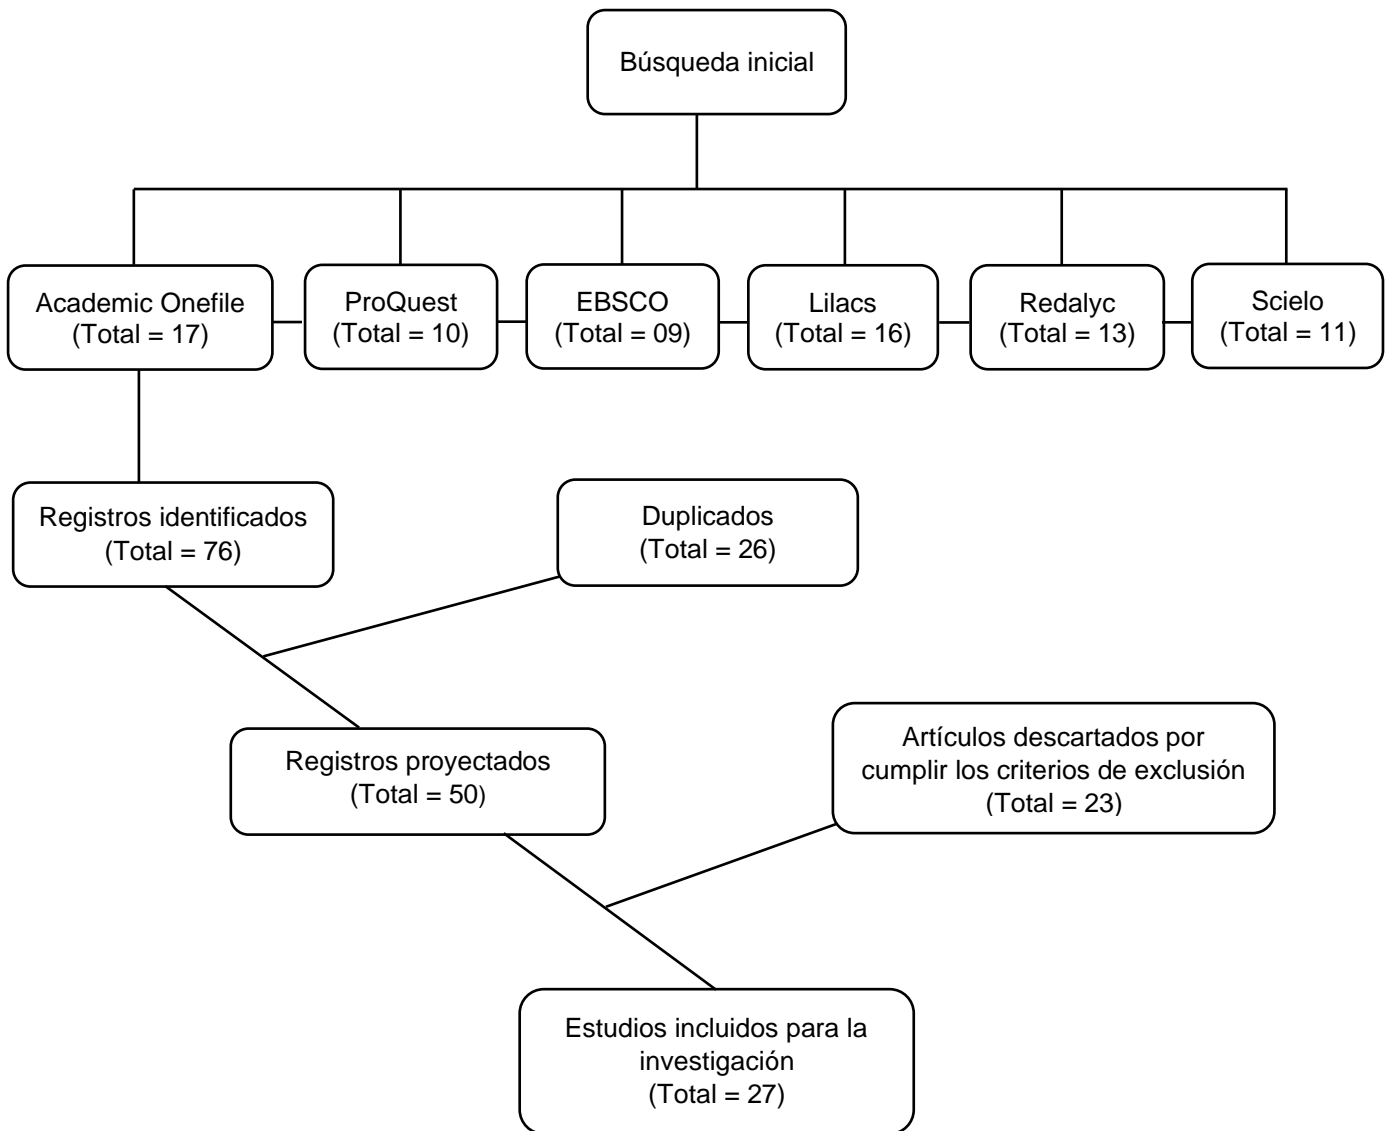 Búsqueda inicial
Academic Onefile
(Total = 17)
ProQuest
(Total = 10)
EBSCO
(Total = 09)
Lilacs
(Total = 16)
Redalyc
(Total = 13)
Scielo
(Total = 11)
Registros identificados
(Total = 76)
Duplicados
(Total = 26)
Registros proyectados
(Total = 50)
Artículos descartados por
cumplir los criterios de exclusión
(Total = 23)
Estudios incluidos para la
investigación
(Total = 27)